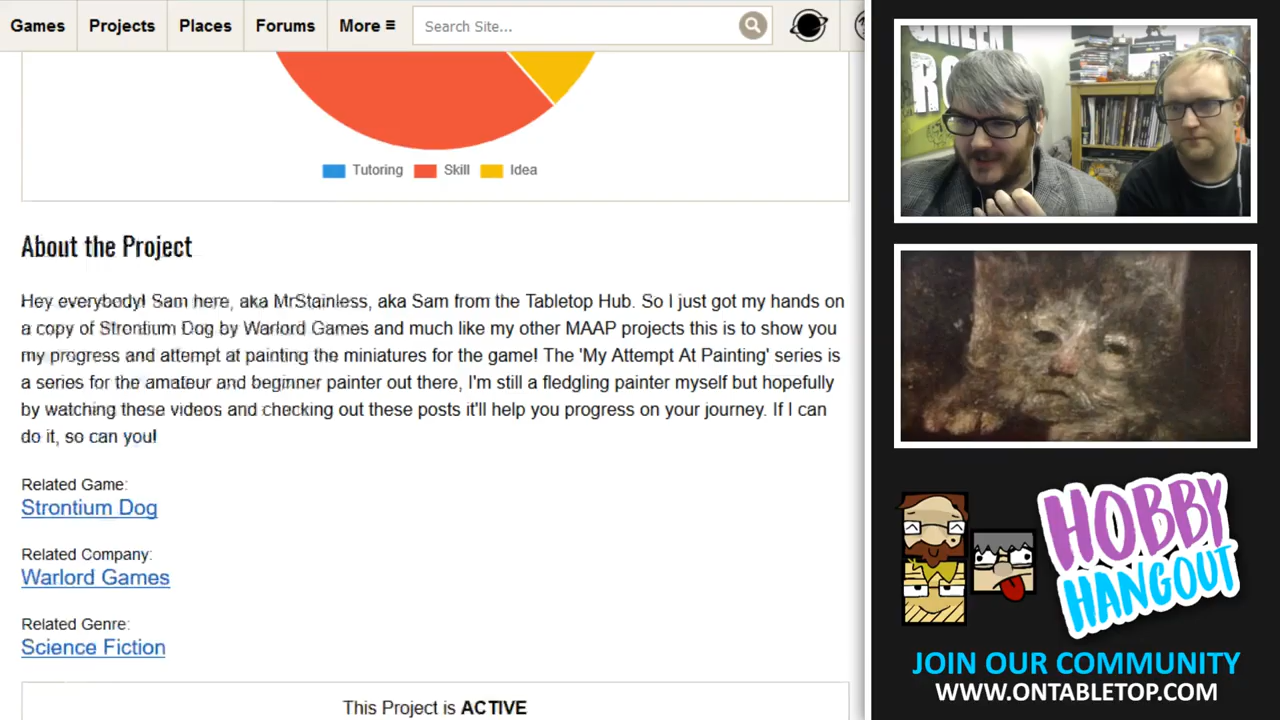 Games Projects Places Forums More ≡ Search Site...
Tutoring Skill Idea
About the Project
Hey everybody! Sam here, aka MrStainless, aka Sam from the Tabletop Hub. So I just got my hands on
a copy of Strontium Dog by Warlord Games and much like my other MAAP projects this is to show you
my progress and attempt at painting the miniatures for the game! The 'My Attempt At Painting' series is
a series for the amateur and beginner painter out there, I'm still a fledgling painter myself but hopefully
by watching these videos and checking out these posts it'll help you progress on your journey. If I can
do it, so can you!
Related Game:
Strontium Dog
Related Company:
Warlord Games
Related Genre:
Science Fiction
This Project is ACTIVE
GREEN
RO
HOBBY
HANGOUT
JOIN OUR COMMUNITY
WWW.ONTABLETOP.COM